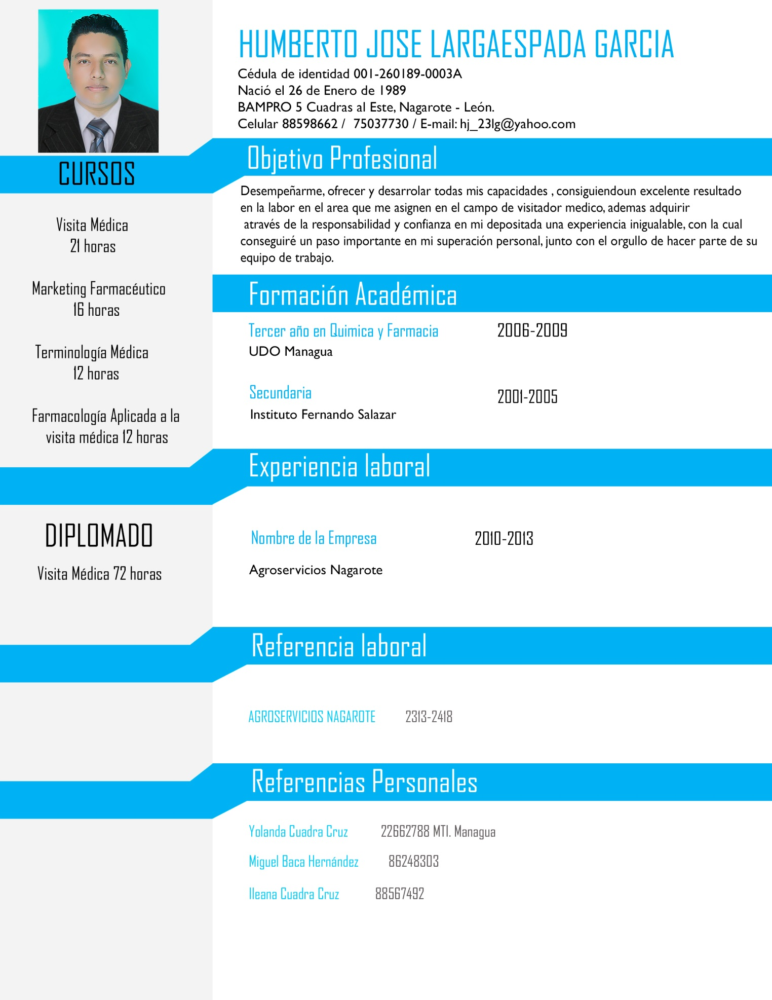 HUMBERTO JOSE LARGAESPADA GARCIA
Cédula de identidad 001-260189-0003A
Nació el 26 de Enero de 1989
BAMPRO 5 Cuadras al Este, Nagarote - León.
Celular 88598662 / 75037730 / E-mail: hj_23lg@yahoo.com
CURSOS
Visita Médica
21 horas
Marketing Farmacéutico
16 horas
Terminología Médica
12 horas
Farmacología Aplicada a la
visita médica 12 horas
DIPLOMADO
Visita Médica 72 horas
Objetivo Profesional
Desempeñarme, ofrecer y desarrolar todas mis capacidades , consiguiendoun excelente resultado
en la labor en el area que me asignen en el campo de visitador medico, ademas adquirir
através de la responsabilidad y confianza en mi depositada una experiencia inigualable, con la cual
conseguiré un paso importante en mi superación personal, junto con el orgullo de hacer parte de su
equipo de trabajo.
Formación Académica
Tercer año en Quimica y Farmacia 2006-2009
UDO Managua
Secundaria 2001-2005
Instituto Fernando Salazar
Experiencia laboral
Nombre de la Empresa 2010-2013
Agroservicios Nagarote
Referencia laboral
AGROSERVICIOS NAGAROTE 2313-2418
Referencias Personales
Yolanda Cuadra Cruz 22662788 MTI. Managua
Miguel Baca Hernández 86248303
Ileana Cuadra Cruz 88567492